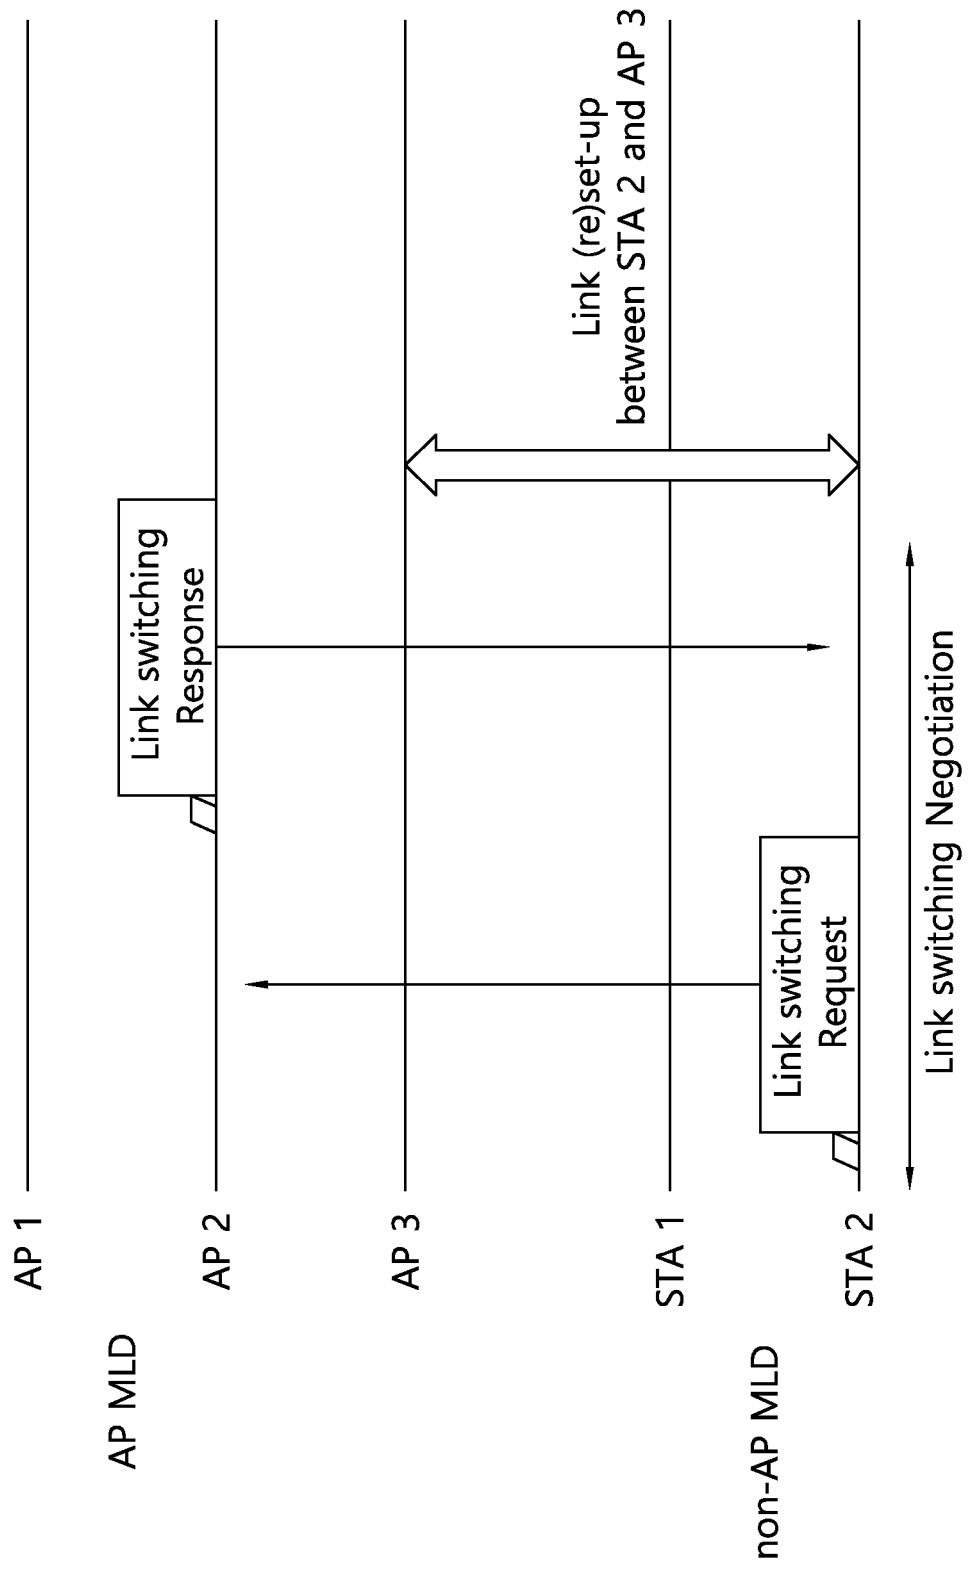 AP MLD
AP 1
AP 2
Link switching
Response
AP 3
Link (re)set-up
between STA 2 and AP 3
non-AP MLD
STA 1
STA 2
Link switching
Request
Link switching Negotiation